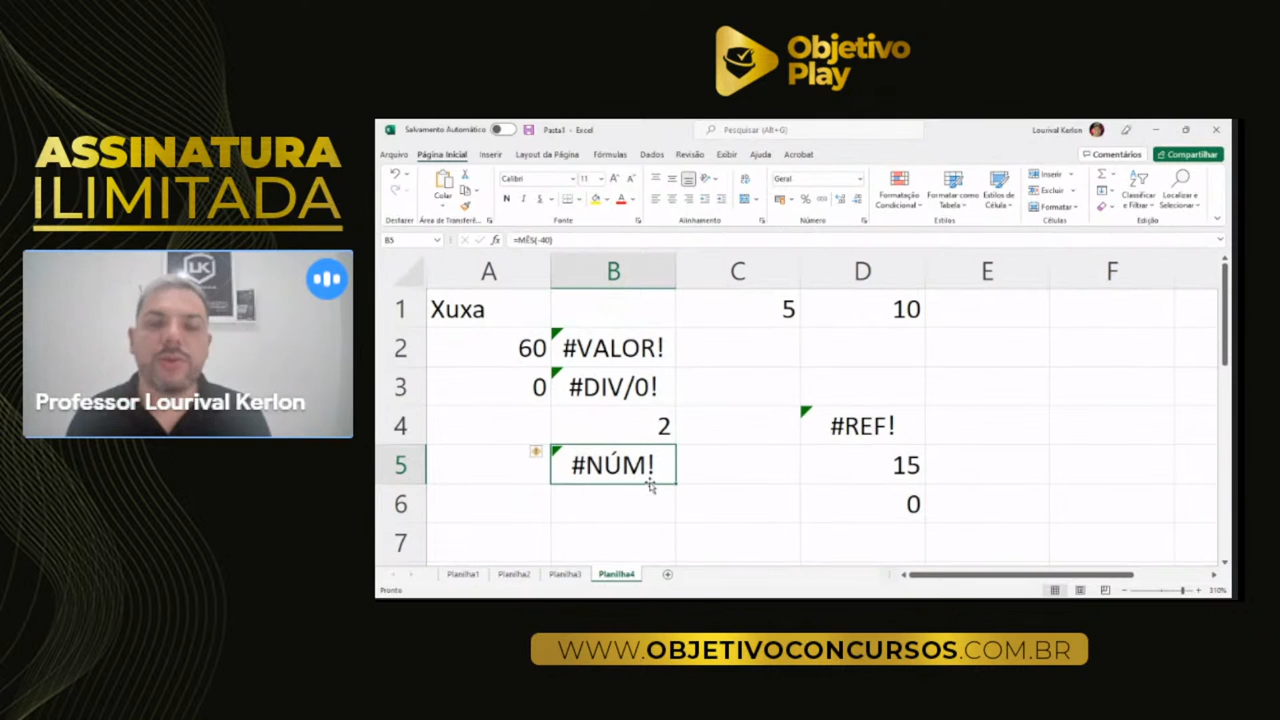 Objetivo
Play
ASSINATURA
ILIMITADA
LK
Professor Lourival Kerlon
Salvamento Automático
Pasta1 - Excel
Pesquisar (Alt+G)
Lourival Kerlon
Arquivo Página Inicial Inserir Layout da Página Fórmulas Dados Revisão Exibir Ajuda Acrobat
Comentários Compartilhar
Colar
Calibri 11
N I S
Geral
Formatação Condicional
Formatar como Tabela
Estilos de Célula
Inserir
Excluir
Formatar
Classificar e Filtrar
Localizar e Selecionar
Desfazer Área de Transferê... Fonte Alinhamento Número Estilos Células Edição
B5 fx =MÊS(-40)
A B C D E F
1 Xuxa 5 10
2 60 #VALOR!
3 0 #DIV/0!
4 2 #REF!
5 #NÚM! 15
6 0
7
Planilha1 Planilha2 Planilha3 Planilha4
Pronto
310%
WWW.OBJETIVOCONCURSOS.COM.BR